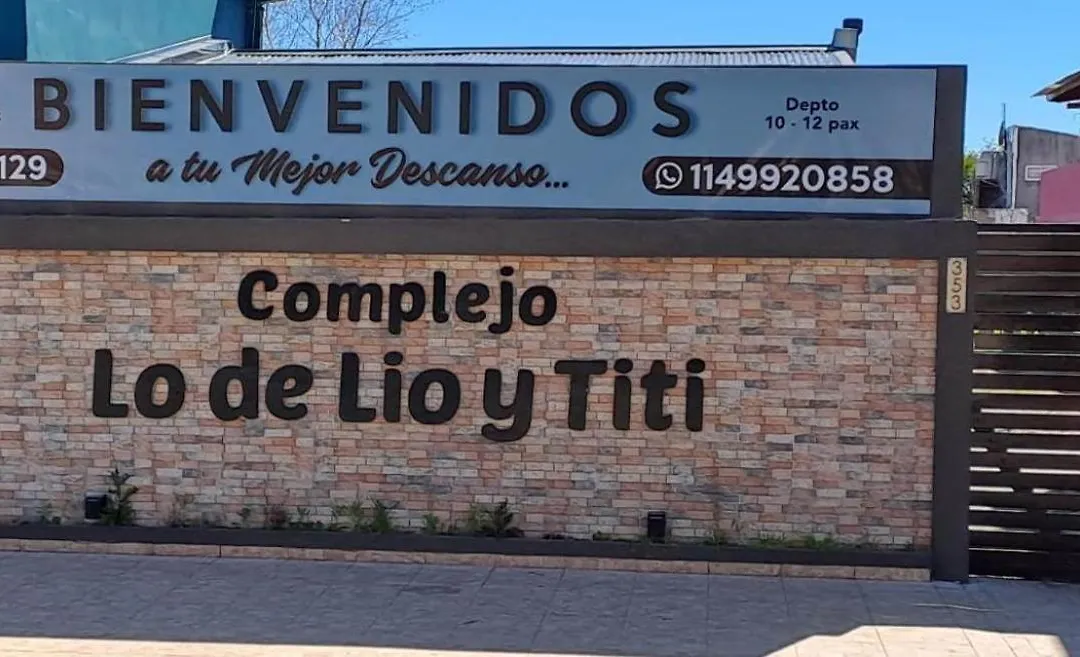 BIENVENIDOS
a tu Mejor Descanso...
Depto
10 - 12 pax
129
1149920858
Complejo
Lo de Lio y Titi
353